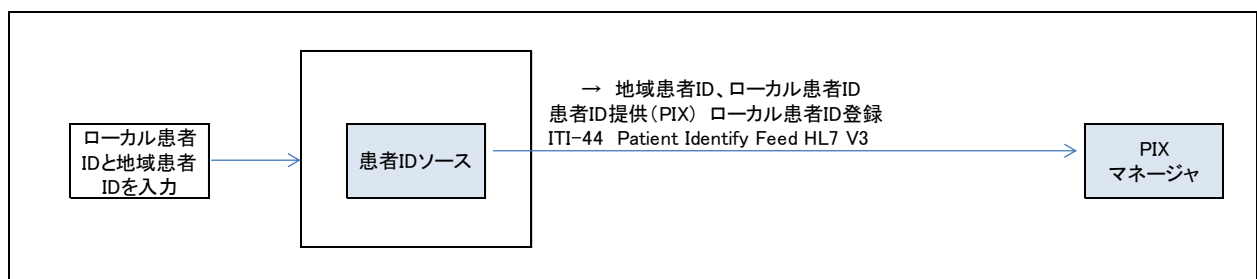 ローカル患者
IDと地域患者
IDを入力
患者IDソース
→ 地域患者ID、ローカル患者ID
患者ID提供(PIX) ローカル患者ID登録
ITI-44 Patient Identify Feed HL7 V3
PIX
マネージャ